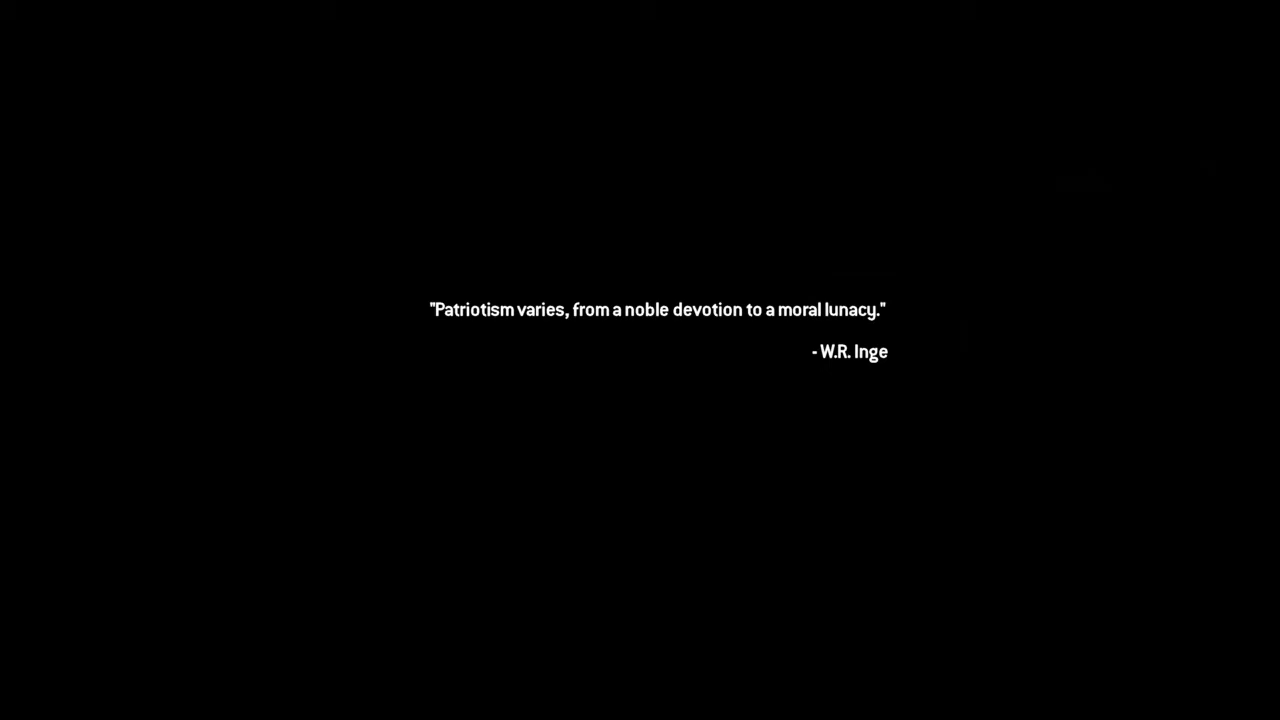 "Patriotism varies, from a noble devotion to a moral lunacy."
- W.R. Inge